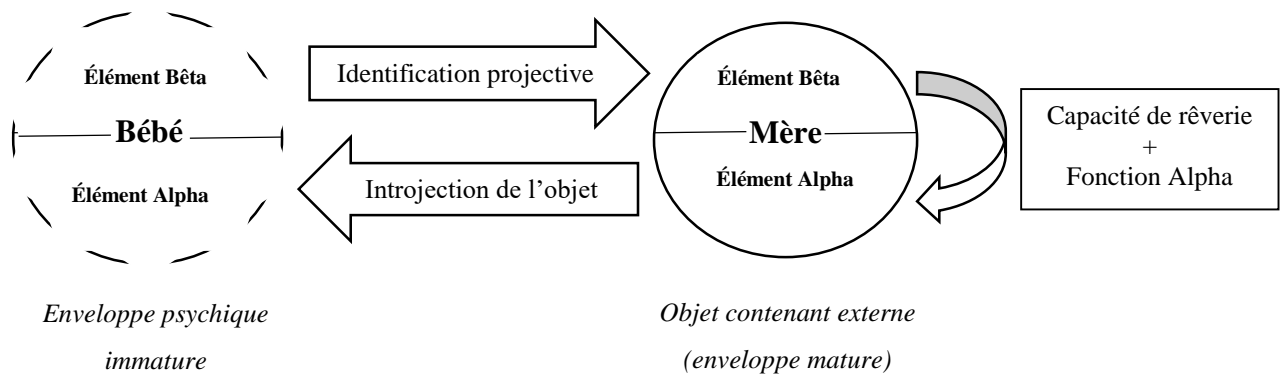 Élément Bêta
Bébé
Élément Alpha
Identification projective
Introjection de l’objet
Élément Bêta
Mère
Élément Alpha
Capacité de rêverie
+
Fonction Alpha
Enveloppe psychique
immature
Objet contenant externe
(enveloppe mature)